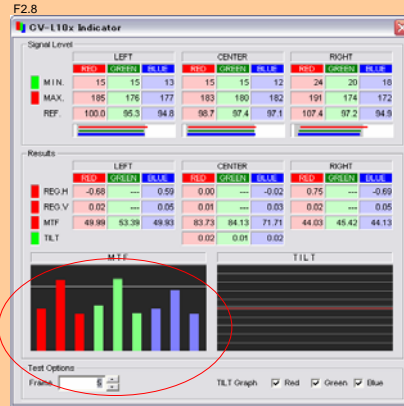 F2.8
GV-L10x Indicator
Signal Level
LEFT CENTER RIGHT
RED GREEN BLUE RED GREEN BLUE RED GREEN BLUE
MIN. 15 15 13 15 15 12 24 20 18
MAX. 185 176 177 183 180 182 191 174 172
REF. 100.0 95.3 94.8 98.7 97.4 97.1 107.4 97.2 94.9
Results
LEFT CENTER RIGHT
RED GREEN BLUE RED GREEN BLUE RED GREEN BLUE
REG.H -0.68 --- 0.59 0.00 --- -0.02 0.75 --- -0.69
REG.V 0.02 --- 0.05 0.01 --- 0.03 0.02 --- 0.05
MTF 49.99 53.39 49.93 83.73 84.13 71.71 44.03 45.42 44.13
TILT 0.02 0.01 0.02
MTF TILT
Test Options
Frame 5 TILT Graph Red Green Blue